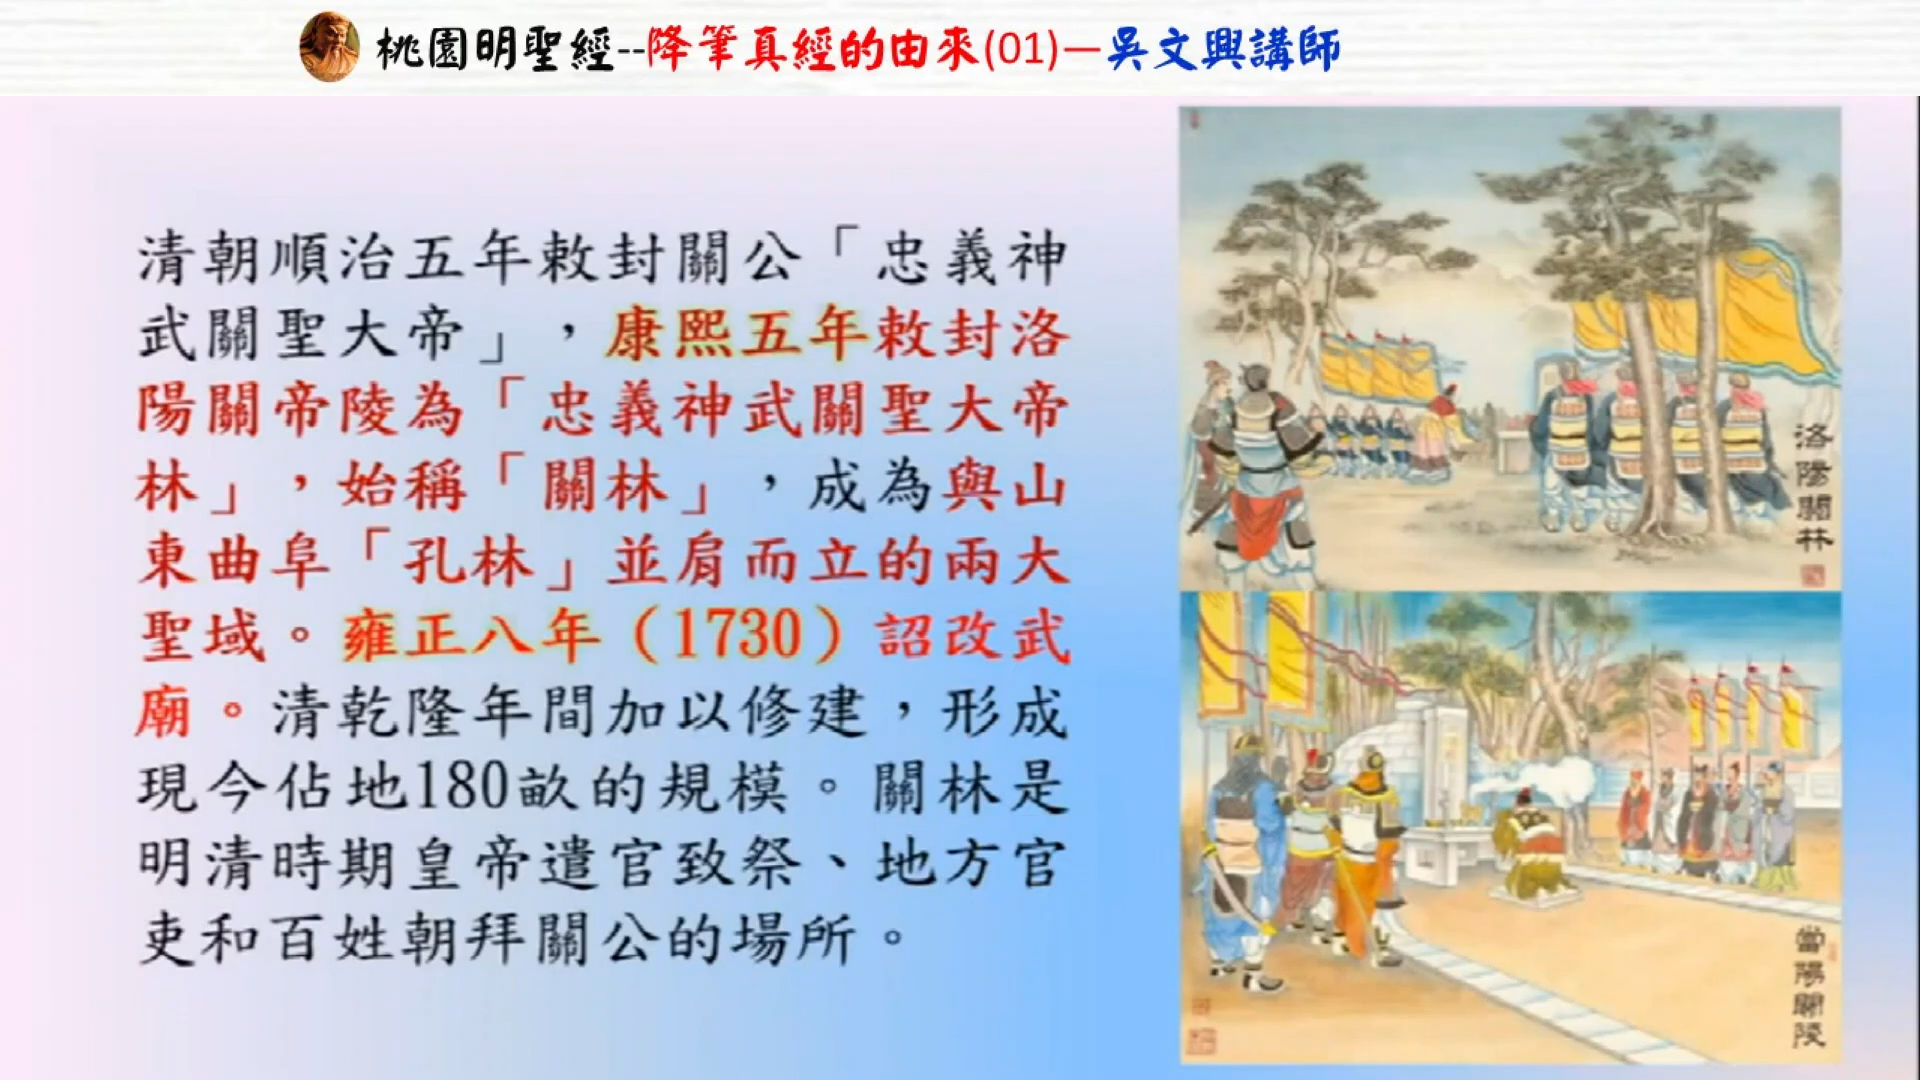 桃園明聖經--降筆真經的由來(01)—吳文興講師
清朝順治五年敕封關公「忠義神
武關聖大帝」，康熙五年敕封洛
陽關帝陵為「忠義神武關聖大帝
林」，始稱「關林」，成為與山
東曲阜「孔林」並肩而立的兩大
聖域。雍正八年（1730）詔改武
廟。清乾隆年間加以修建，形成
現今佔地180畝的規模。關林是
明清時期皇帝遣官致祭、地方官
吏和百姓朝拜關公的場所。
洛陽關林
當陽關陵